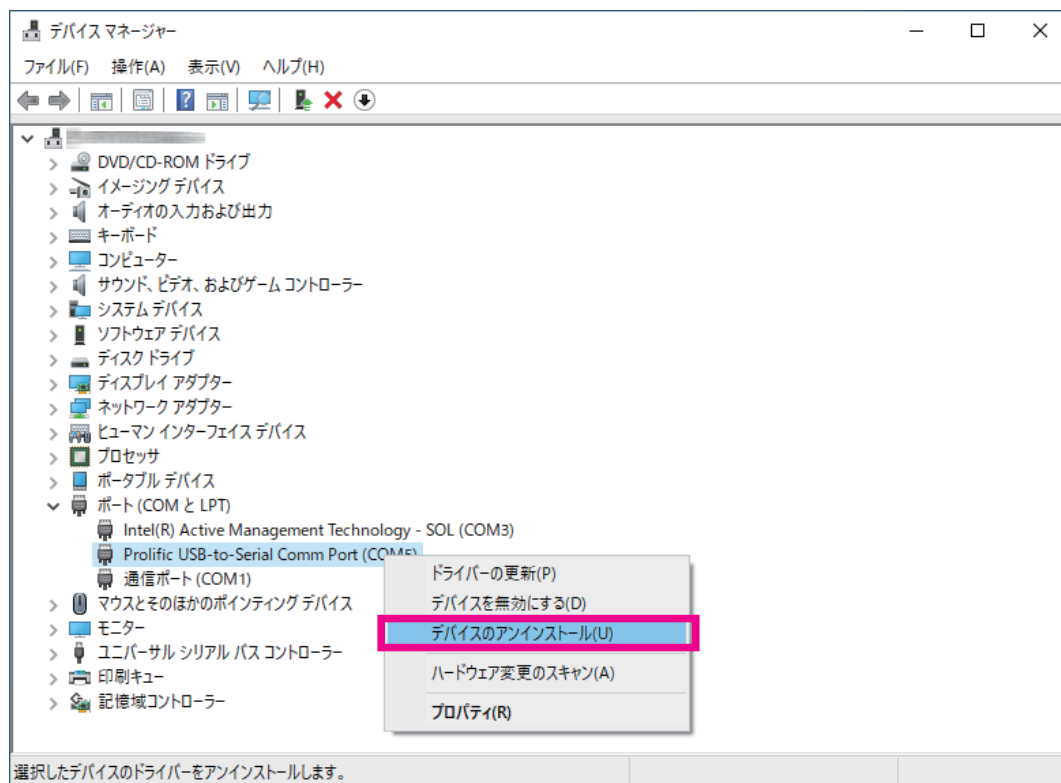 デバイス マネージャー
ファイル(F) 操作(A) 表示(V) ヘルプ(H)
DVD/CD-ROM ドライブ
イメージング デバイス
オーディオの入力および出力
キーボード
コンピューター
サウンド、ビデオ、およびゲーム コントローラー
システム デバイス
ソフトウェア デバイス
ディスク ドライブ
ディスプレイ アダプター
ネットワーク アダプター
ヒューマン インターフェイス デバイス
プロセッサ
ポータブル デバイス
ポート (COM と LPT)
Intel(R) Active Management Technology - SOL (COM3)
Prolific USB-to-Serial Comm Port (COM5)
通信ポート (COM1)
マウスとそのほかのポインティング デバイス
モニター
ユニバーサル シリアル バス コントローラー
印刷キュー
記憶域コントローラー
ドライバーの更新(P)
デバイスを無効にする(D)
デバイスのアンインストール(U)
ハードウェア変更のスキャン(A)
プロパティ(R)
選択したデバイスのドライバーをアンインストールします。